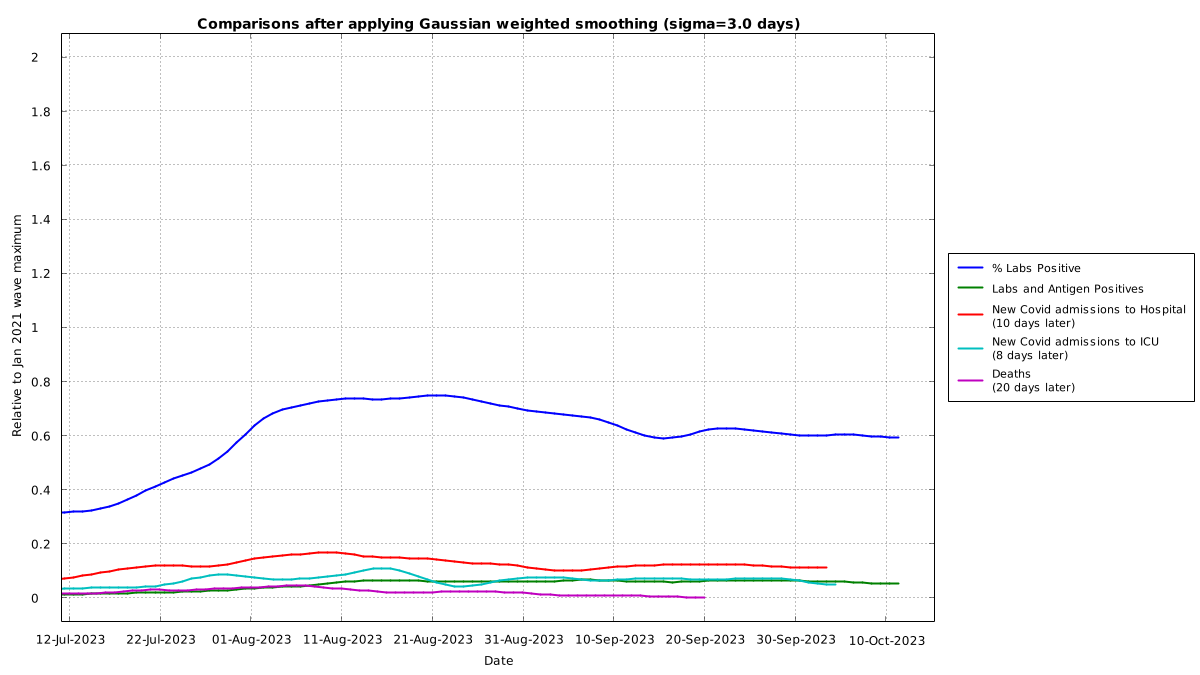 Comparisons after applying Gaussian weighted smoothing (sigma=3.0 days)
Relative to Jan 2021 wave maximum
2
1.8
1.6
1.4
1.2
1
0.8
0.6
0.4
0.2
0
12-Jul-2023 22-Jul-2023 01-Aug-2023 11-Aug-2023 21-Aug-2023 31-Aug-2023 10-Sep-2023 20-Sep-2023 30-Sep-2023 10-Oct-2023
Date
% Labs Positive
Labs and Antigen Positives
New Covid admissions to Hospital
(10 days later)
New Covid admissions to ICU
(8 days later)
Deaths
(20 days later)